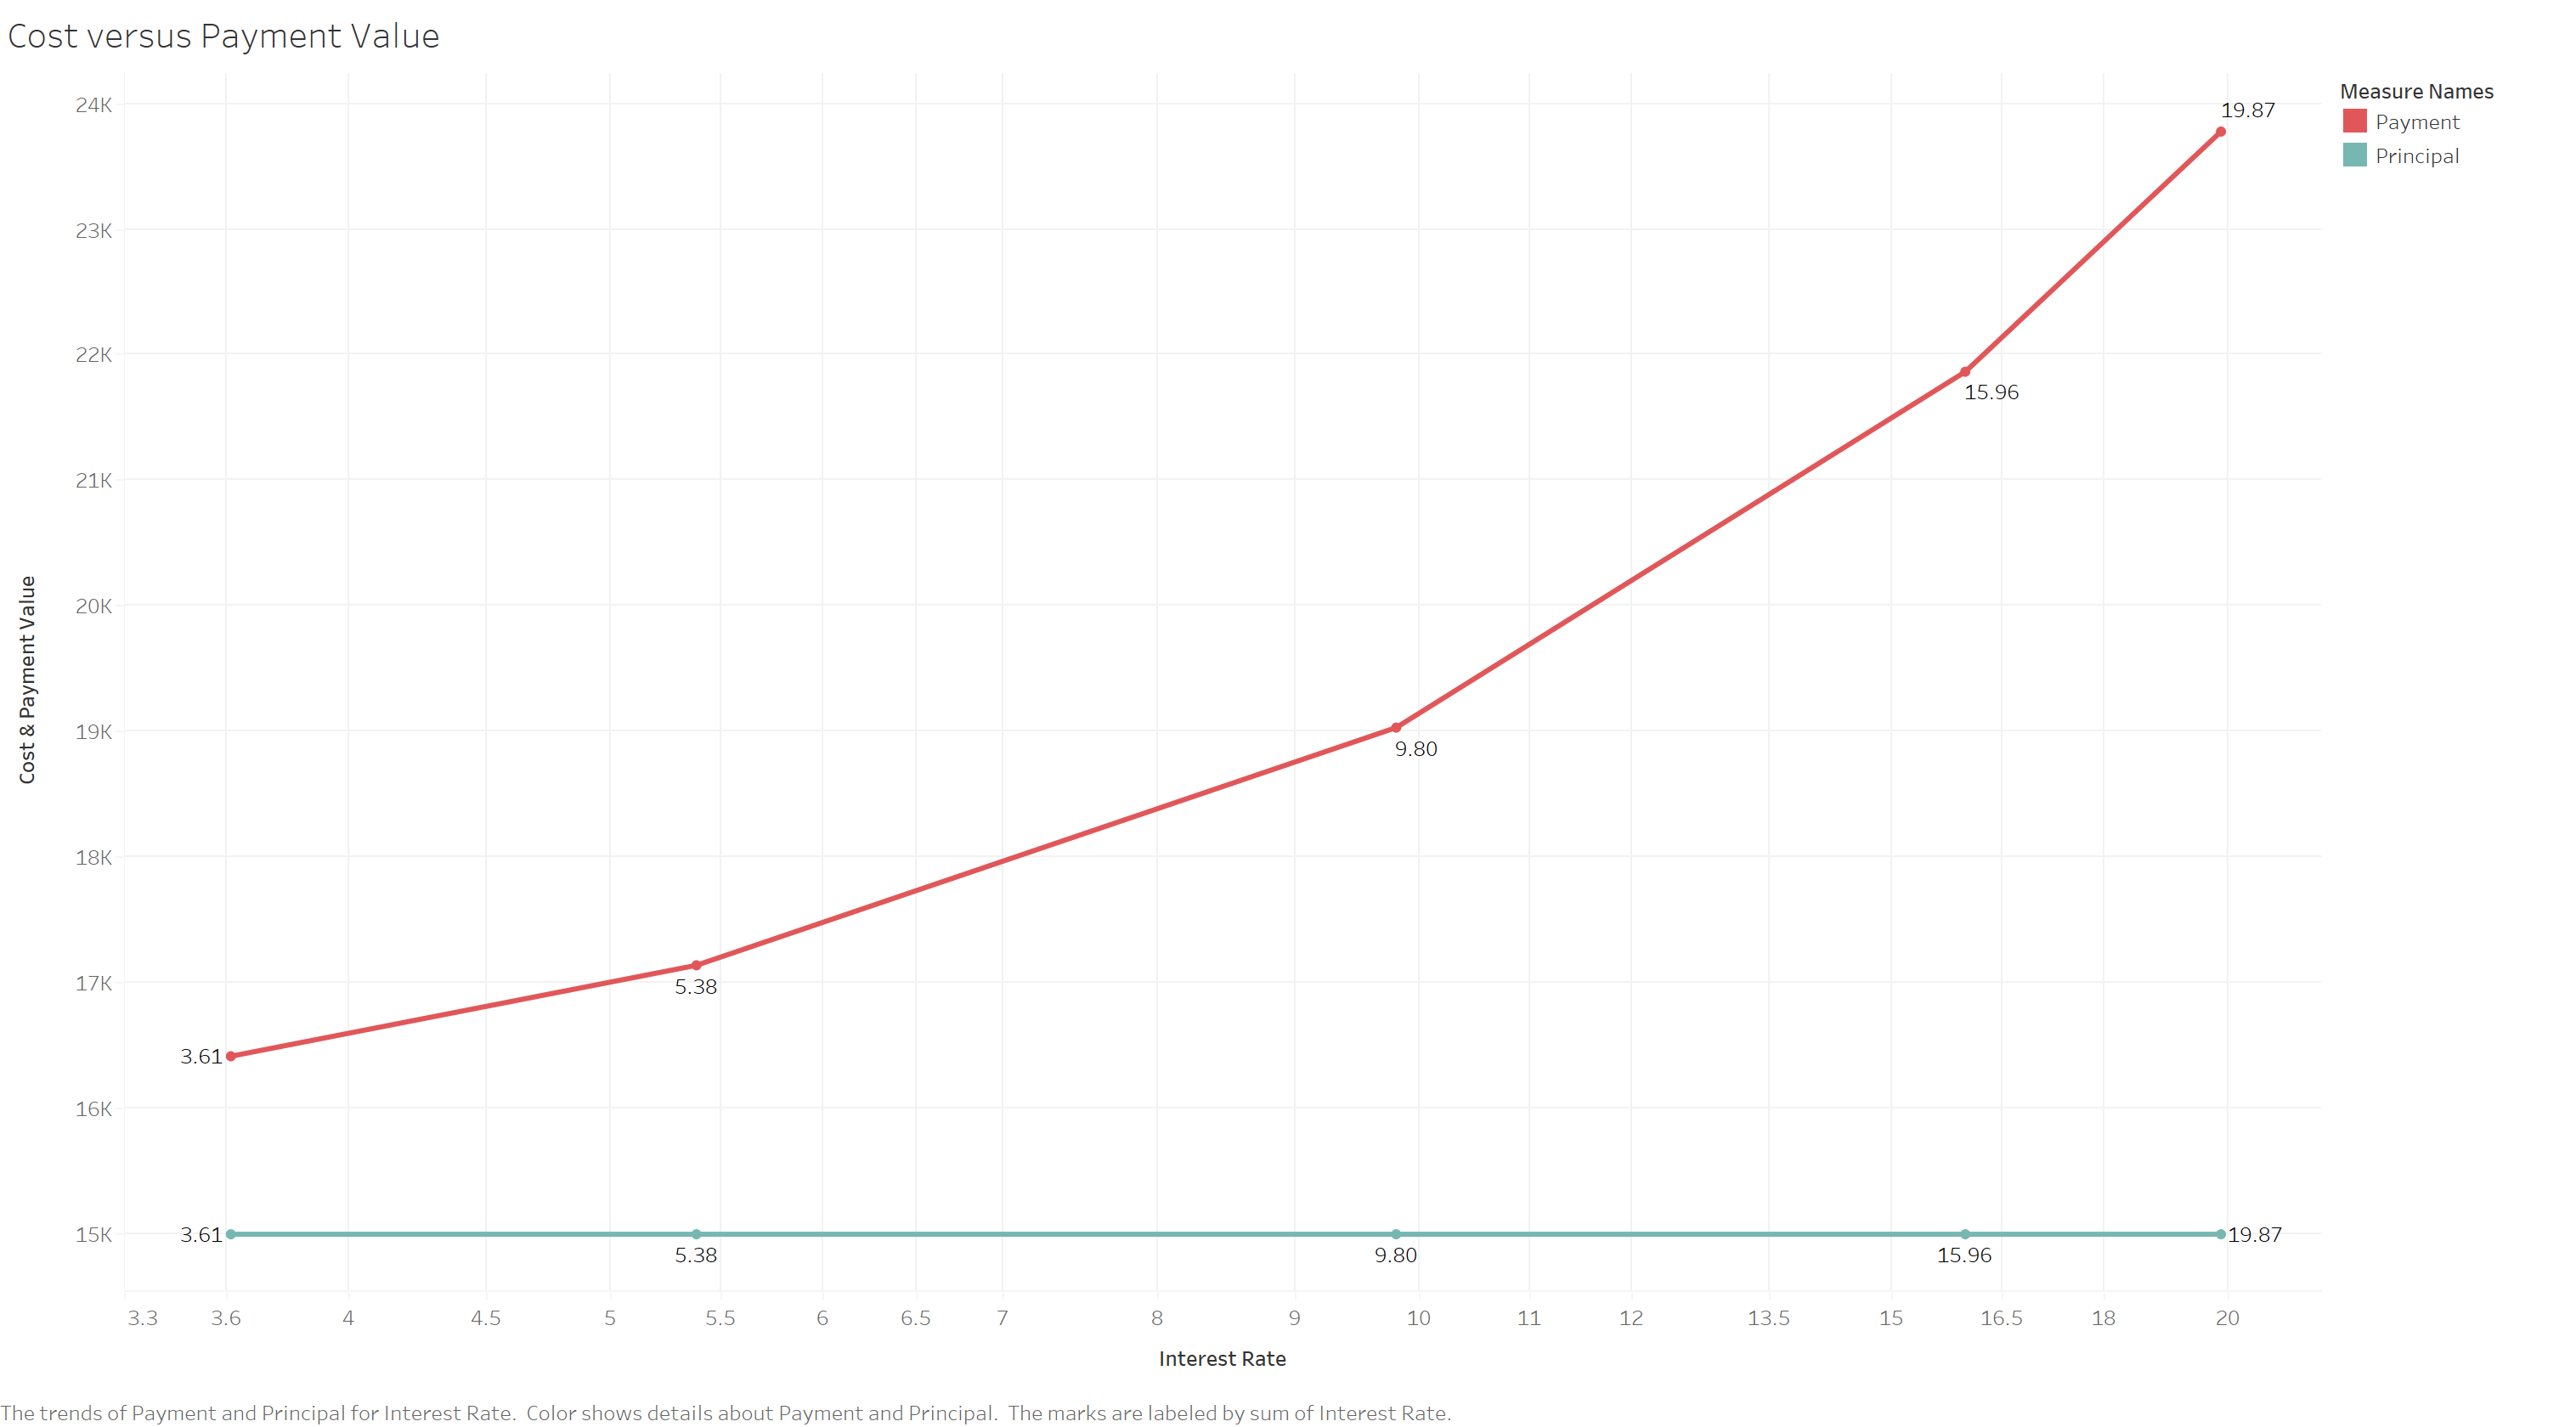 Cost versus Payment Value
Measure Names
Payment
Principal
Cost & Payment Value
24K
23K
22K
21K
20K
19K
18K
17K
16K
15K
19.87
15.96
9.80
5.38
3.61
3.61
5.38
9.80
15.96
19.87
3.3 3.6 4 4.5 5 5.5 6 6.5 7 8 9 10 11 12 13.5 15 16.5 18 20
Interest Rate
The trends of Payment and Principal for Interest Rate.  Color shows details about Payment and Principal.  The marks are labeled by sum of Interest Rate.